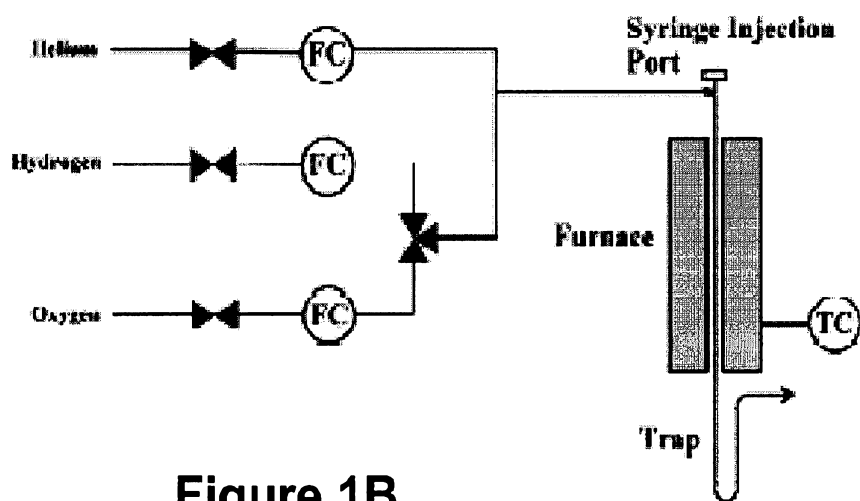 Helium
FC
Syringe Injection
Port
Hydrogen
FC
Furnace
Oxygen
FC
TC
Trap
Figure 1B